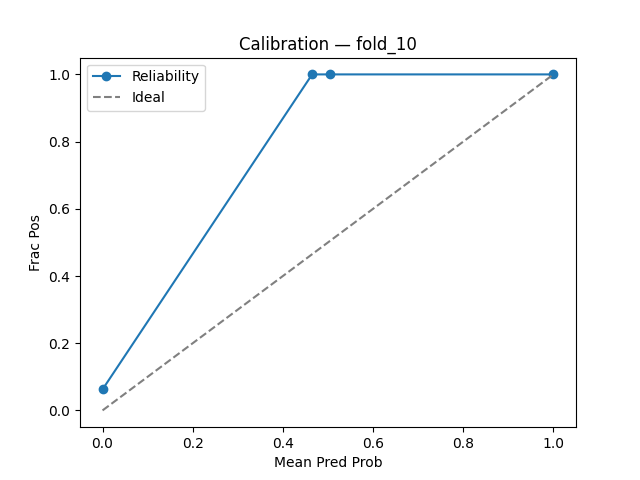 Calibration — fold_10
Reliability
Ideal
Frac Pos
1.0
0.8
0.6
0.4
0.2
0.0
0.0 0.2 0.4 0.6 0.8 1.0
Mean Pred Prob